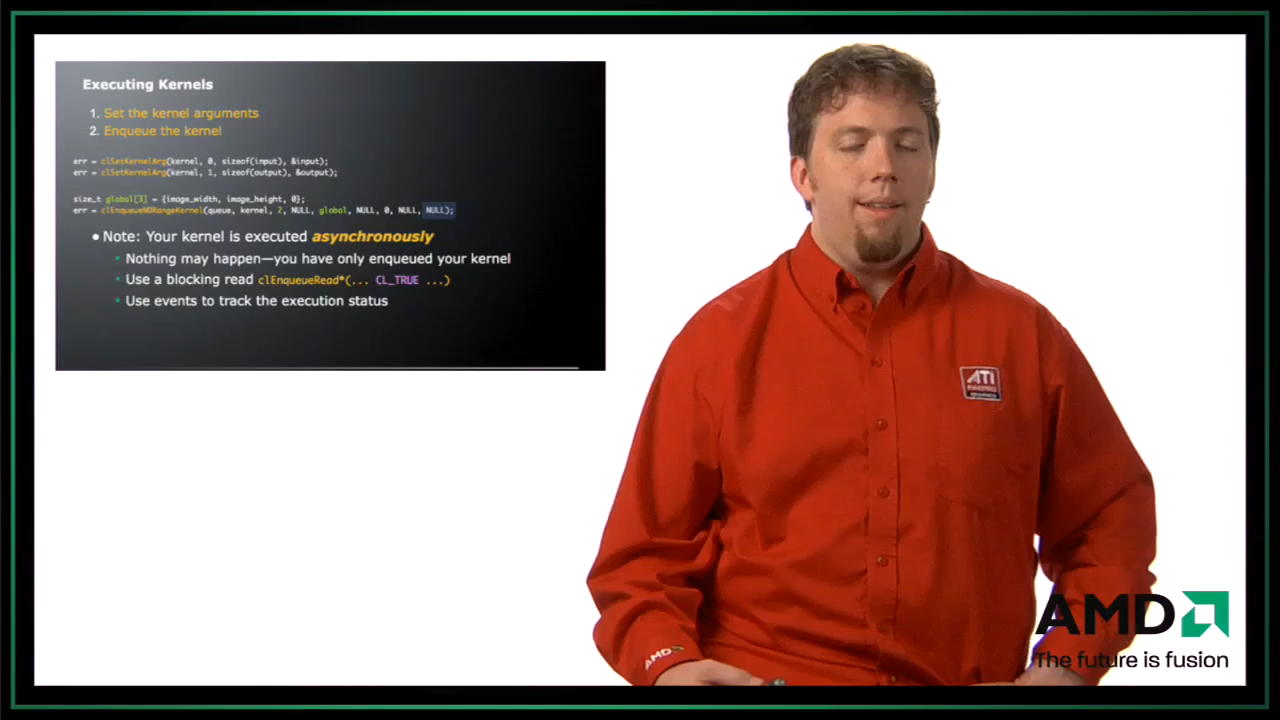 Executing Kernels
1. Set the kernel arguments
2. Enqueue the kernel
err = clSetKernelArg(kernel, 0, sizeof(input), &input);
err = clSetKernelArg(kernel, 1, sizeof(output), &output);
size_t global[3] = {image_width, image_height, 0};
err = clEnqueueNDRangeKernel(queue, kernel, 2, NULL, global, NULL, 0, NULL, NULL);
● Note: Your kernel is executed asynchronously
• Nothing may happen—you have only enqueued your kernel
• Use a blocking read clEnqueueRead*(... CL_TRUE ...)
• Use events to track the execution status
ATI
AMD
AMD
The future is fusion